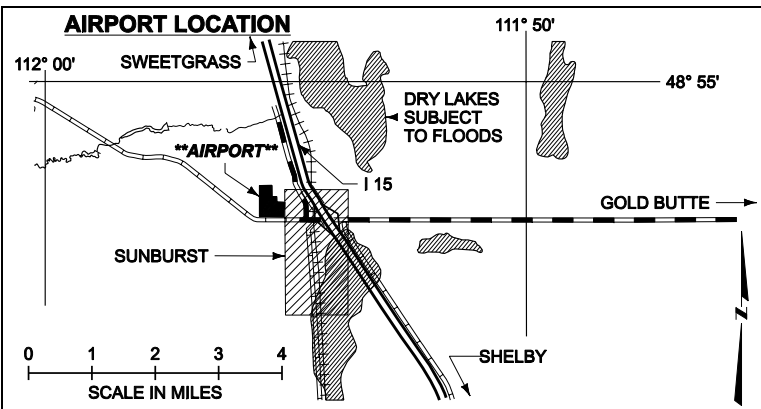 AIRPORT LOCATION
111° 50'
SWEETGRASS
112° 00'
48° 55'
DRY LAKES
SUBJECT
TO FLOODS
**AIRPORT**
I 15
GOLD BUTTE
SUNBURST
N
0 1 2 3 4
SHELBY
SCALE IN MILES